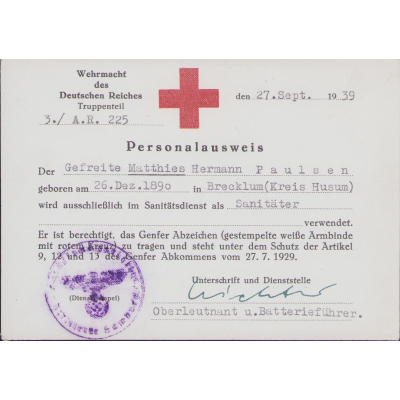 Wehrmacht
des
Deutschen Reiches
Truppenteil
3./ A.R. 225
den 27.Sept. 1939
Personalausweis
Der Gefreite Matthies Hermann Paulsen
geboren am 26.Dez.1890 in Brecklum(Kreis Husum)
wird ausschließlich im Sanitätsdienst als Sanitäter
verwendet.
Er ist berechtigt, das Genfer Abzeichen (gestempelte weiße Armbinde
mit rotem Kreuz) zu tragen und steht unter dem Schutz der Artikel
9, 12 und 13 des Genfer Abkommens vom 27. 7. 1929.
Unterschrift und Dienststelle
(Dienststempel)
Oberleutnant u.Batterieführer.